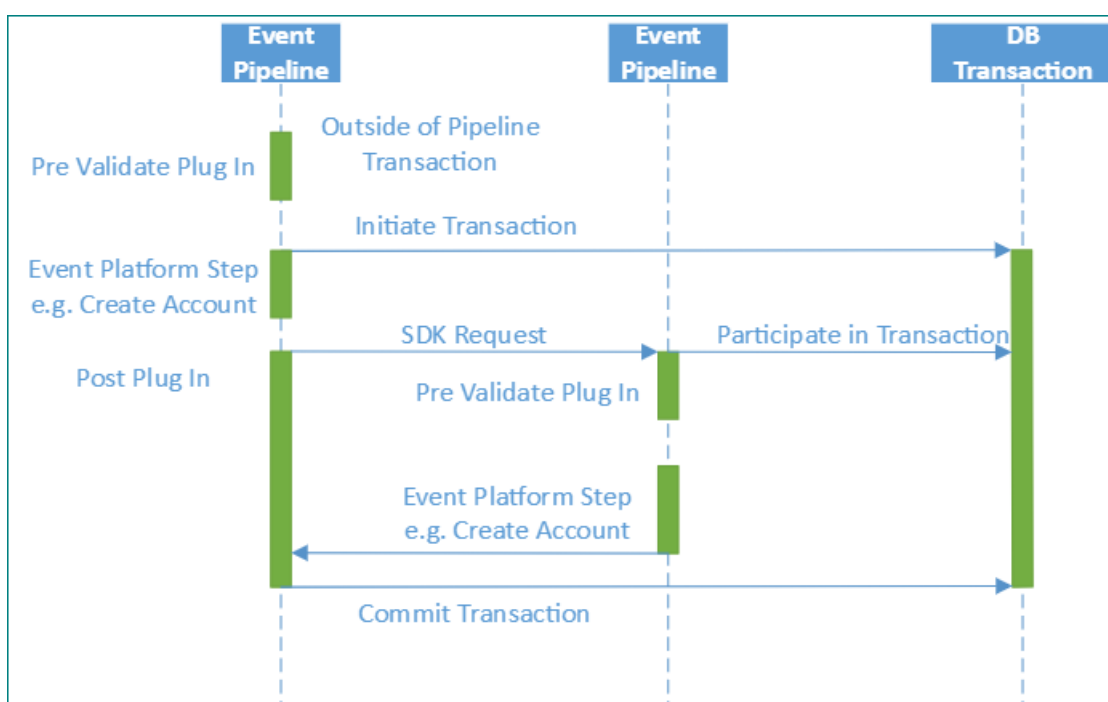 Event
Pipeline
Event
Pipeline
DB
Transaction
Outside of Pipeline
Transaction
Pre Validate Plug In
Initiate Transaction
Event Platform Step
e.g. Create Account
SDK Request
Participate in Transaction
Post Plug In
Pre Validate Plug In
Event Platform Step
e.g. Create Account
Commit Transaction